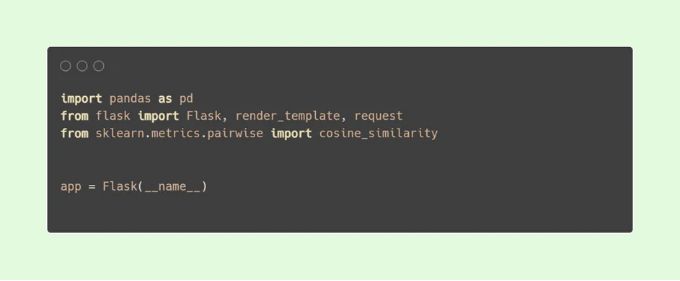 import pandas as pd
from flask import Flask, render_template, request
from sklearn.metrics.pairwise import cosine_similarity
app = Flask(__name__)